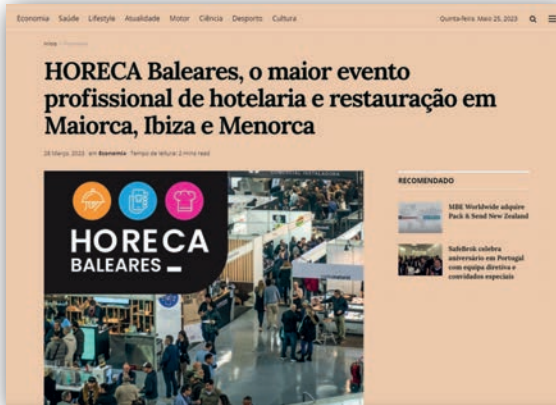 Economia Saúde Lifestyle Atualidade Motor Ciência Desporto Cultura
Quinta-feira, Maio 25, 2023
Início
HORECA Baleares, o maior evento
profissional de hotelaria e restauração em
Maiorca, Ibiza e Menorca
28 Março, 2023 em Economia Tempo de leitura: 2 mins read
HORECA
BALEARES
RECOMENDADO
MBE Worldwide adquire
Pack & Send New Zealand
SafeBrok celebra
aniversário em Portugal
com equipa diretiva e
convidados especiais